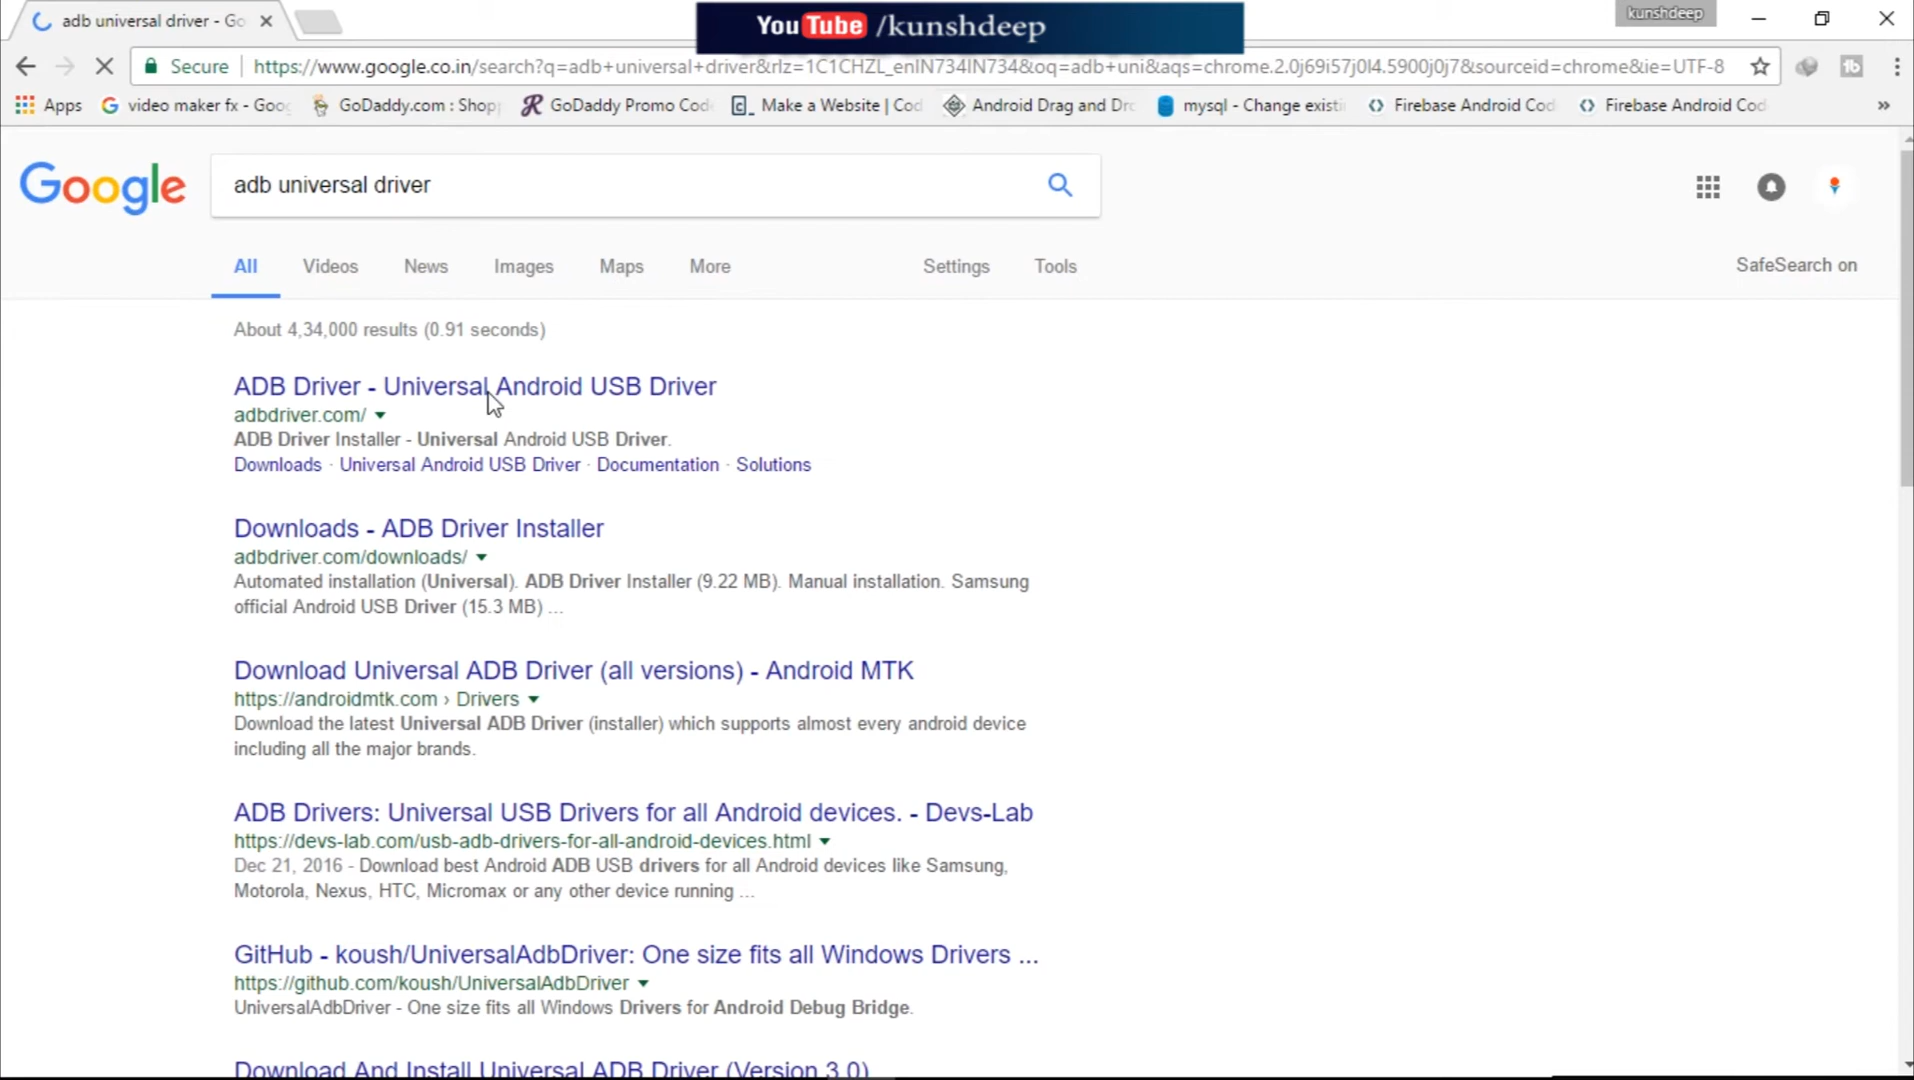 adb universal driver - Go
YouTube /kunshdeep
kunshdeep
Secure | https://www.google.co.in/search?q=adb+universal+driver&rlz=1C1CHZL_enIN734IN734&oq=adb+uni&aqs=chrome.2.0j69i57j0l4.5900j0j7&sourceid=chrome&ie=UTF-8
Apps video maker fx - Goo GoDaddy.com : Shop GoDaddy Promo Cod Make a Website | Cod Android Drag and Dr mysql - Change existi Firebase Android Cod Firebase Android Cod »
Google adb universal driver
All Videos News Images Maps More Settings Tools SafeSearch on
About 4,34,000 results (0.91 seconds)
ADB Driver - Universal Android USB Driver
adbdriver.com/
ADB Driver Installer - Universal Android USB Driver.
Downloads · Universal Android USB Driver · Documentation · Solutions
Downloads - ADB Driver Installer
adbdriver.com/downloads/
Automated installation (Universal). ADB Driver Installer (9.22 MB). Manual installation. Samsung
official Android USB Driver (15.3 MB) ...
Download Universal ADB Driver (all versions) - Android MTK
https://androidmtk.com › Drivers
Download the latest Universal ADB Driver (installer) which supports almost every android device
including all the major brands.
ADB Drivers: Universal USB Drivers for all Android devices. - Devs-Lab
https://devs-lab.com/usb-adb-drivers-for-all-android-devices.html
Dec 21, 2016 - Download best Android ADB USB drivers for all Android devices like Samsung,
Motorola, Nexus, HTC, Micromax or any other device running ...
GitHub - koush/UniversalAdbDriver: One size fits all Windows Drivers ...
https://github.com/koush/UniversalAdbDriver
UniversalAdbDriver - One size fits all Windows Drivers for Android Debug Bridge.
Download And Install Universal ADB Driver (Version 3.0)